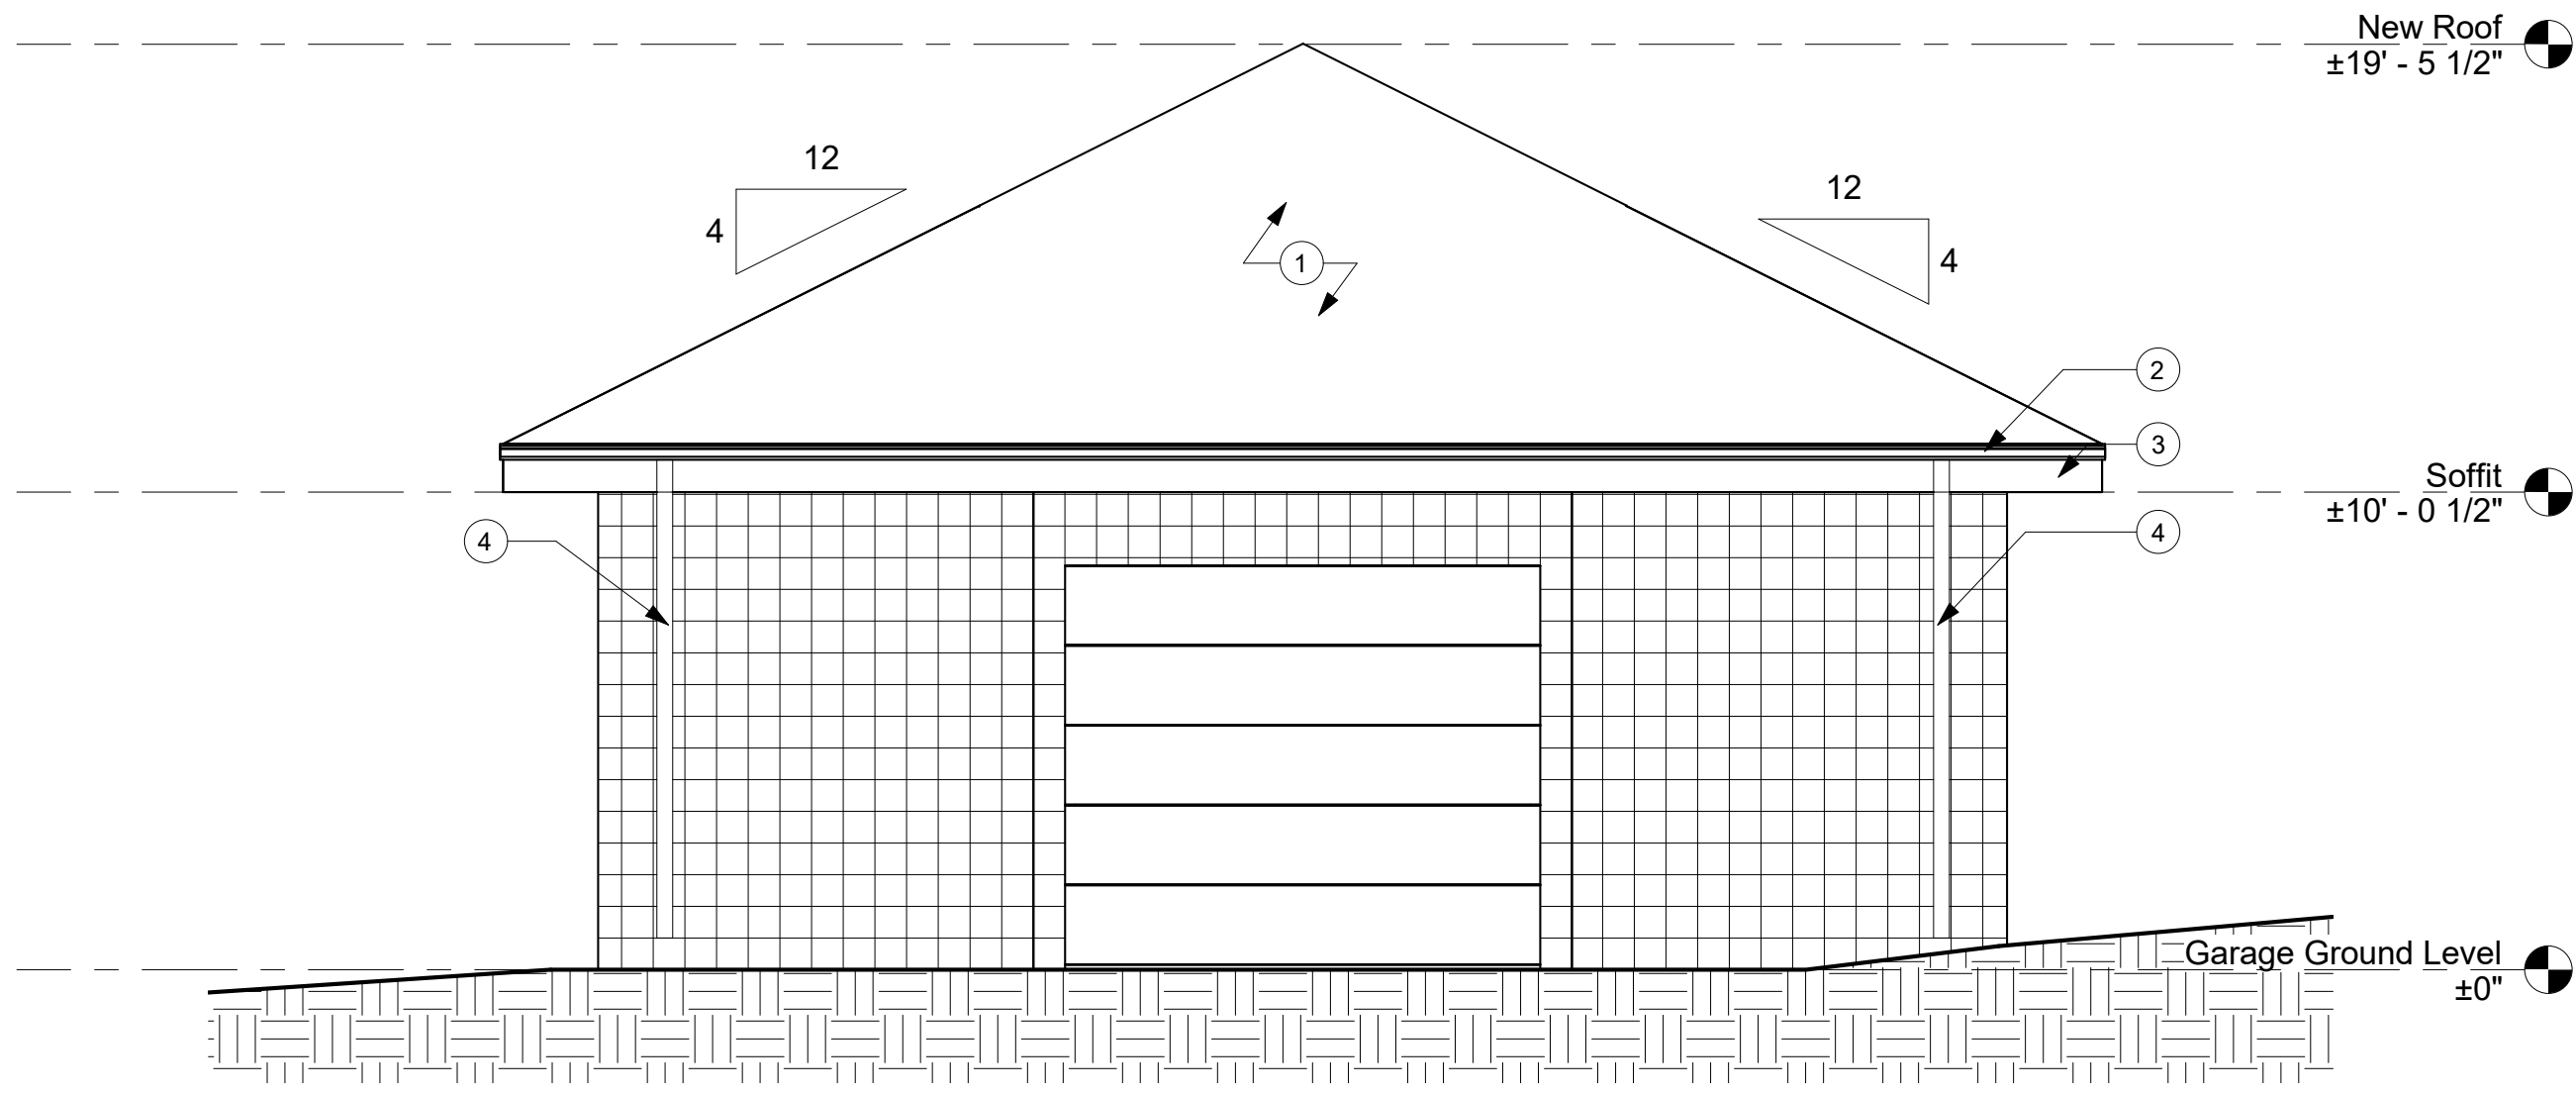 New Roof
±19' - 5 1/2"
12
4
12
4
1
2
3
Soffit
±10' - 0 1/2"
4
4
Garage Ground Level
±0"